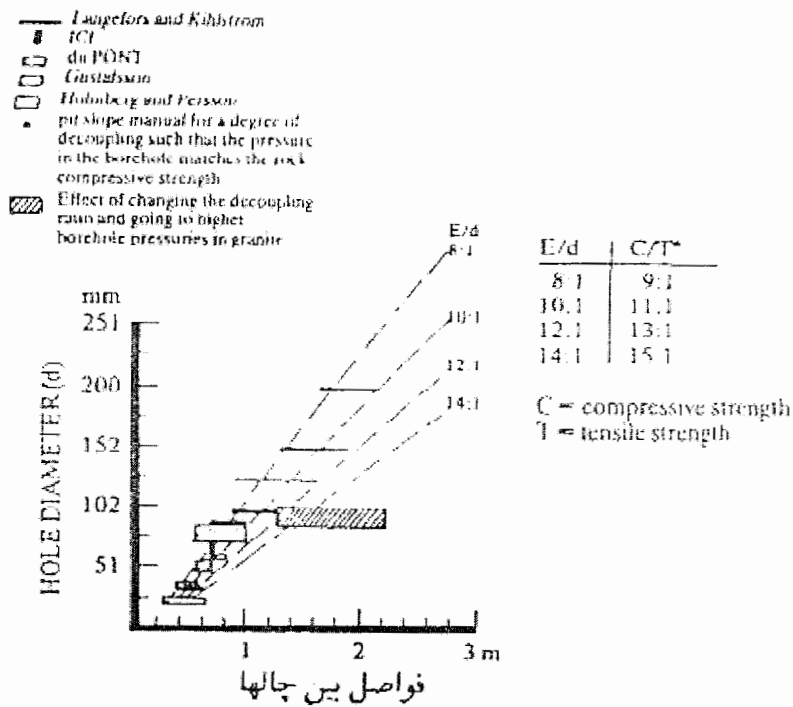 Langefors and Kihlstrom
ICI
du PONT
Gustafsson
Holmberg and Persson
pit slope manual for a degree of
decoupling such that the pressure
in the borehole matches the rock
compressive strength
Effect of changing the decoupling
ratio and going to higher
borehole pressures in granite
E/d
8:1
10:1
12:1
14:1
E/d C/T*
8:1 9:1
10.1 11.1
12.1 13:1
14:1 15 1
C = compressive strength
T = tensile strength
mm
251
200
152
102
51
HOLE DIAMETER (d)
1 2 3 m
فواصل بین چالها